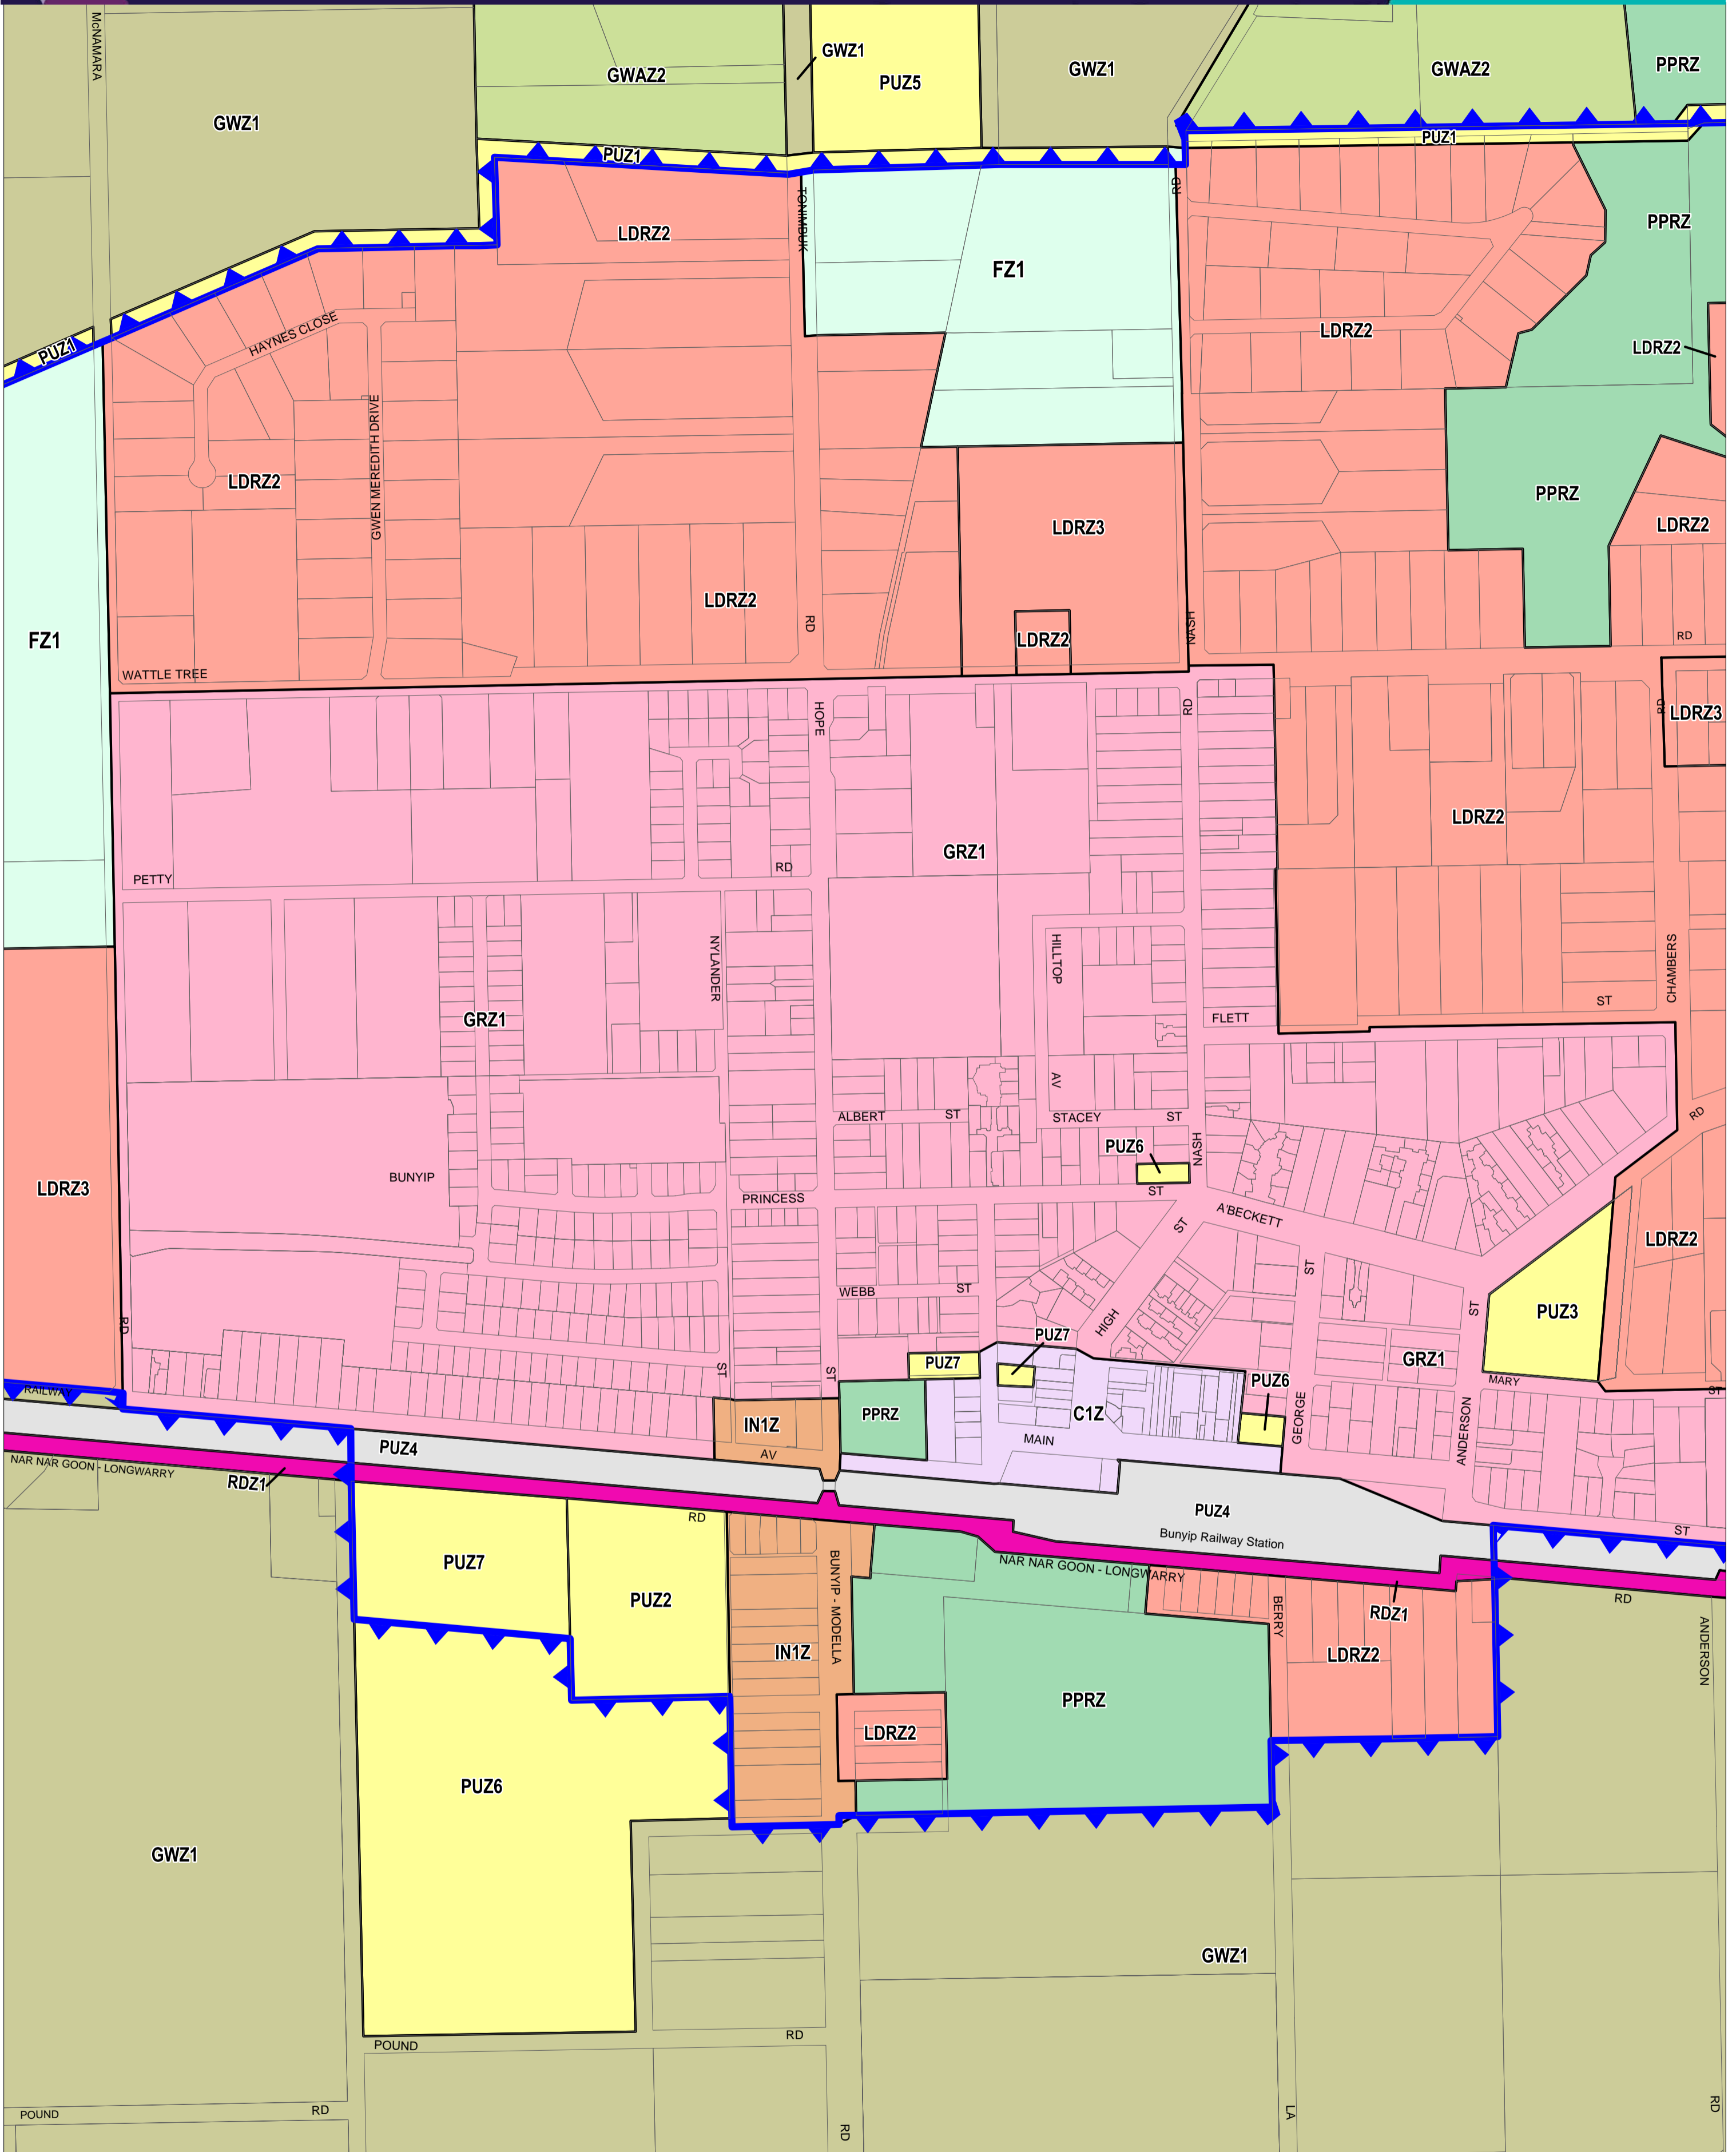 McNAMARA
GWZ1
GWAZ2
GWZ1
PUZ5
GWZ1
GWAZ2
PPRZ
PUZ1
PUZ1
LDRZ2
TONIMBUK
RD
FZ1
PPRZ
PUZ1
HAYNES CLOSE
LDRZ2
LDRZ2
GWEN MEREDITH DRIVE
LDRZ2
LDRZ3
PPRZ
LDRZ2
LDRZ2
RD
NASH
RD
FZ1
LDRZ2
WATTLE TREE
HOPE
RD
RD
LDRZ3
LDRZ2
GRZ1
RD
PETTY
NYLANDER
HILLTOP
CHAMBERS
ST
GRZ1
FLETT
AV
ALBERT
ST
STACEY
ST
RD
PUZ6
NASH
BUNYIP
LDRZ3
PRINCESS
ST
A'BECKETT
ST
LDRZ2
ST
WEBB
ST
ST
PUZ3
RD
HIGH
PUZ7
PUZ7
GRZ1
ST
ST
PUZ6
MARY
ST
RAILWAY
PPRZ
C1Z
GEORGE
ANDERSON
IN1Z
AV
MAIN
PUZ4
NAR NAR GOON - LONGWARRY
RDZ1
RD
PUZ4
Bunyip Railway Station
ST
PUZ7
NAR NAR GOON - LONGWARRY
PUZ2
BUNYIP - MODELLA
RDZ1
RD
BERRY
ANDERSON
IN1Z
LDRZ2
PPRZ
LDRZ2
PUZ6
GWZ1
GWZ1
RD
POUND
RD
POUND
RD
LA
RD